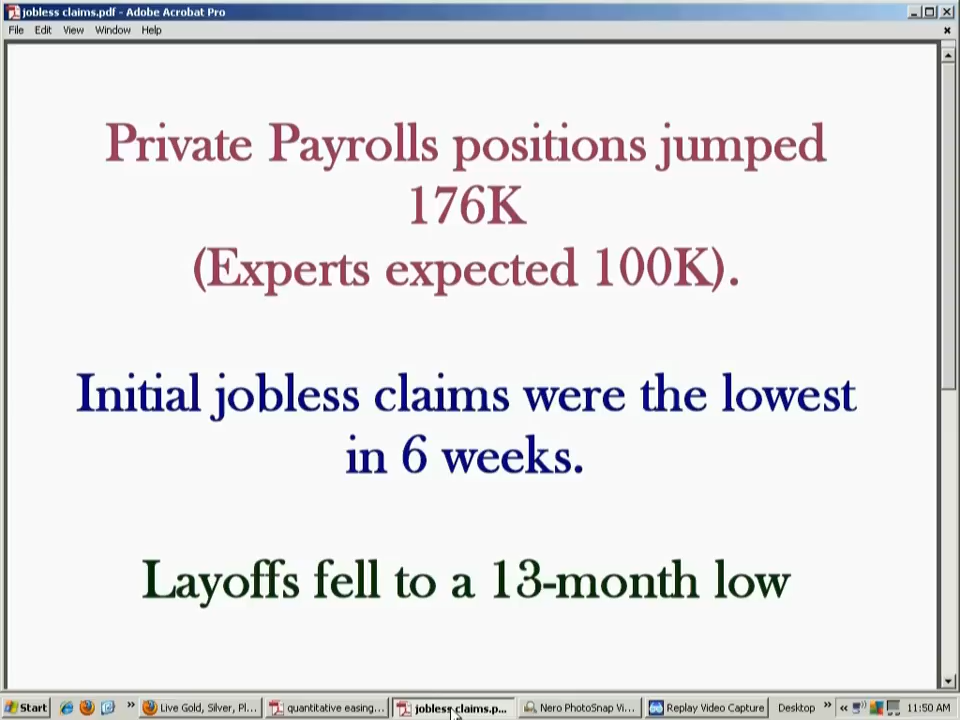 jobless claims.pdf - Adobe Acrobat Pro
File Edit View Window Help
Private Payrolls positions jumped
176K
(Experts expected 100K).
Initial jobless claims were the lowest
in 6 weeks.
Layoffs fell to a 13-month low
Start » Live Gold, Silver, Pl... quantitative easing... jobless claims.p... Nero PhotoSnap Vi... Replay Video Capture Desktop » « 11:50 AM